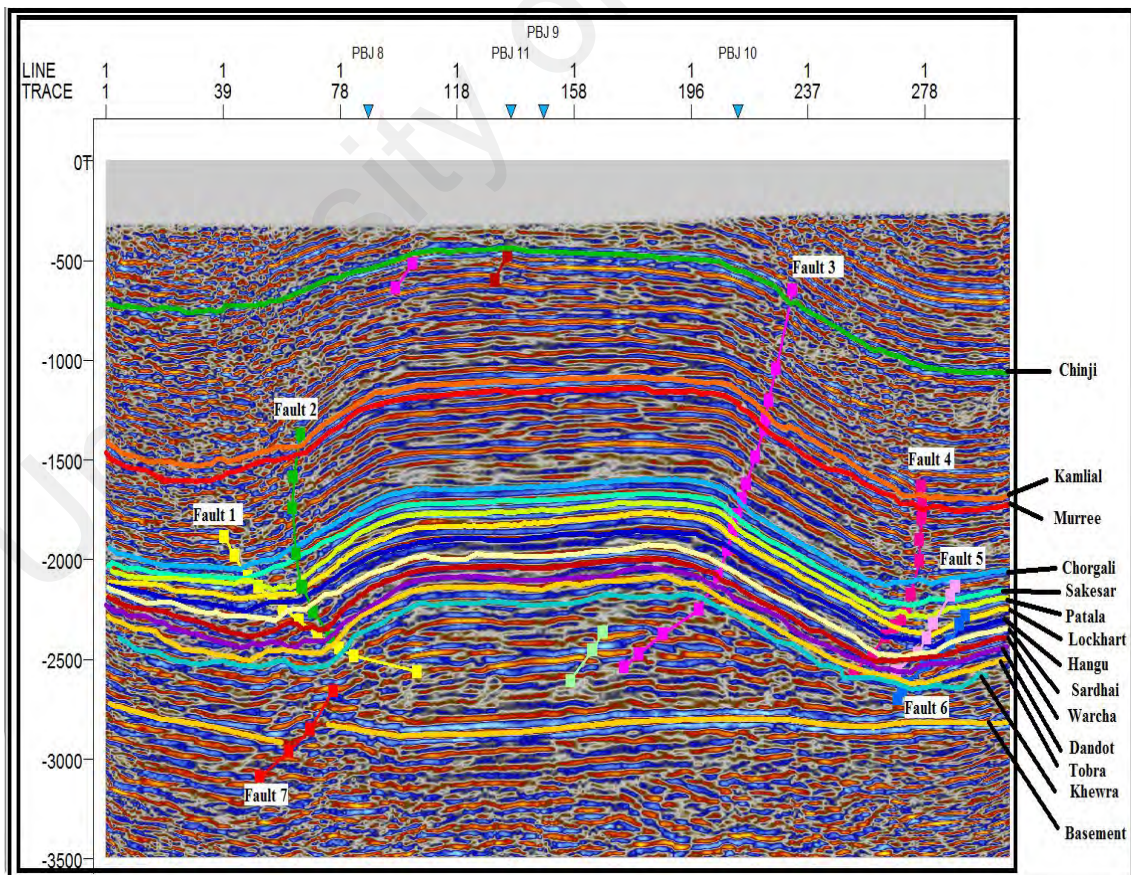 PBJ 9
PBJ 8 PBJ 11 PBJ 10
LINE 1 1 1 1 1 1 1 1
TRACE 1 39 78 118 158 196 237 278
0
-500
-1000
-1500
-2000
-2500
-3000
-3500
Fault 3
Fault 2
Fault 4
Fault 1
Fault 5
Fault 6
Fault 7
Chinji
Kamlial
Murree
Chorgali
Sakesar
Patala
Lockhart
Hangu
Sardhai
Warcha
Dandot
Tobra
Khewra
Basement